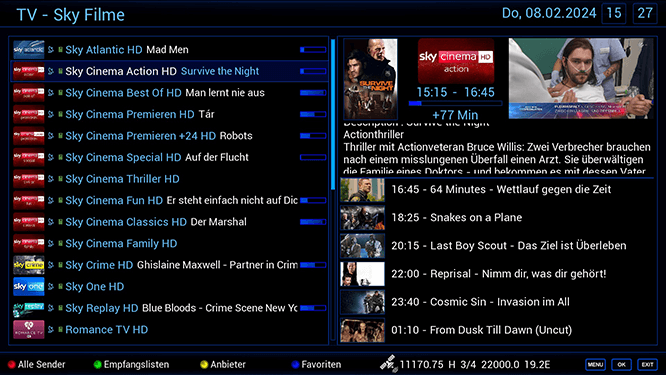 TV - Sky Filme
Do, 08.02.2024 15 27
Sky Atlantic HD Mad Men
Sky Cinema Action HD Survive the Night
Sky Cinema Best Of HD Man lernt nie aus
Sky Cinema Premieren HD Tár
Sky Cinema Premieren +24 HD Robots
Sky Cinema Special HD Auf der Flucht
Sky Cinema Thriller HD
Sky Cinema Fun HD Er steht einfach nicht auf Dic
Sky Cinema Classics HD Der Marshal
Sky Cinema Family HD
Sky Crime HD Ghislaine Maxwell - Partner in Crim
Sky One HD
Sky Replay HD Blue Bloods - Crime Scene New Yo
Romance TV HD
SURVIVE
THE NIGHT
sky cinema HD
action
15:15 - 16:45
+77 Min
Description : Survive the Night
Actionthriller
Thriller mit Actionveteran Bruce Willis: Zwei Verbrecher brauchen
nach einem misslungenen Überfall einen Arzt. Sie überwältigen
die Familie eines Doktors - und bekommen es mit dessen Vater
16:45 - 64 Minutes - Wettlauf gegen die Zeit
18:25 - Snakes on a Plane
20:15 - Last Boy Scout - Das Ziel ist Überleben
22:00 - Reprisal - Nimm dir, was dir gehört!
23:40 - Cosmic Sin - Invasion im All
01:10 - From Dusk Till Dawn (Uncut)
Alle Sender
Empfangslisten
Anbieter
Favoriten
11170.75 H 3/4 22000.0 19.2E
MENU
OK
EXIT